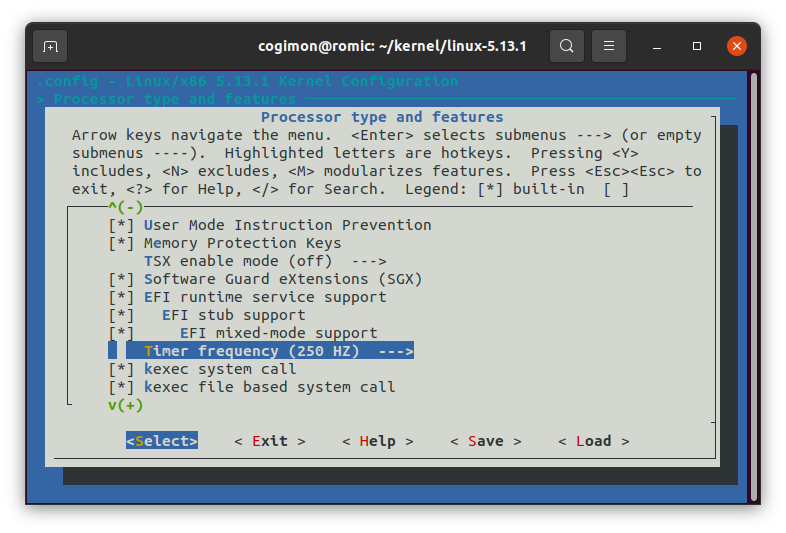 cogimon@romic: ~/kernel/linux-5.13.1
.config - Linux/x86 5.13.1 Kernel Configuration
> Processor type and features
Processor type and features
Arrow keys navigate the menu.  <Enter> selects submenus ---> (or empty
submenus ----).  Highlighted letters are hotkeys.  Pressing <Y>
includes, <N> excludes, <M> modularizes features.  Press <Esc><Esc> to
exit, <?> for Help, </> for Search.  Legend: [*] built-in  [ ]
^(-)
[*] User Mode Instruction Prevention
[*] Memory Protection Keys
TSX enable mode (off)  --->
[*] Software Guard eXtensions (SGX)
[*] EFI runtime service support
[*]   EFI stub support
[*]     EFI mixed-mode support
Timer frequency (250 HZ)  --->
[*] kexec system call
[*] kexec file based system call
v(+)
<Select>    < Exit >    < Help >    < Save >    < Load >